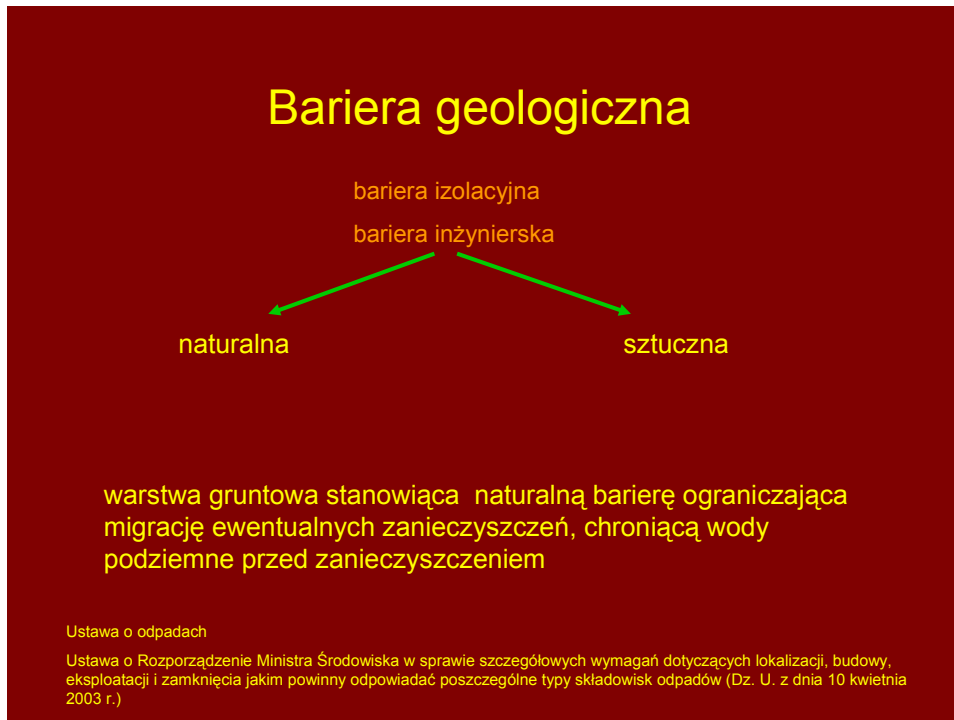 Bariera geologiczna
bariera izolacyjna
bariera inżynierska
naturalna
sztuczna
warstwa gruntowa stanowiąca naturalną barierę ograniczająca
migrację ewentualnych zanieczyszczeń, chroniącą wody
podziemne przed zanieczyszczeniem
Ustawa o odpadach
Ustawa o Rozporządzenie Ministra Środowiska w sprawie szczegółowych wymagań dotyczących lokalizacji, budowy,
eksploatacji i zamknięcia jakim powinny odpowiadać poszczególne typy składowisk odpadów (Dz. U. z dnia 10 kwietnia
2003 r.)